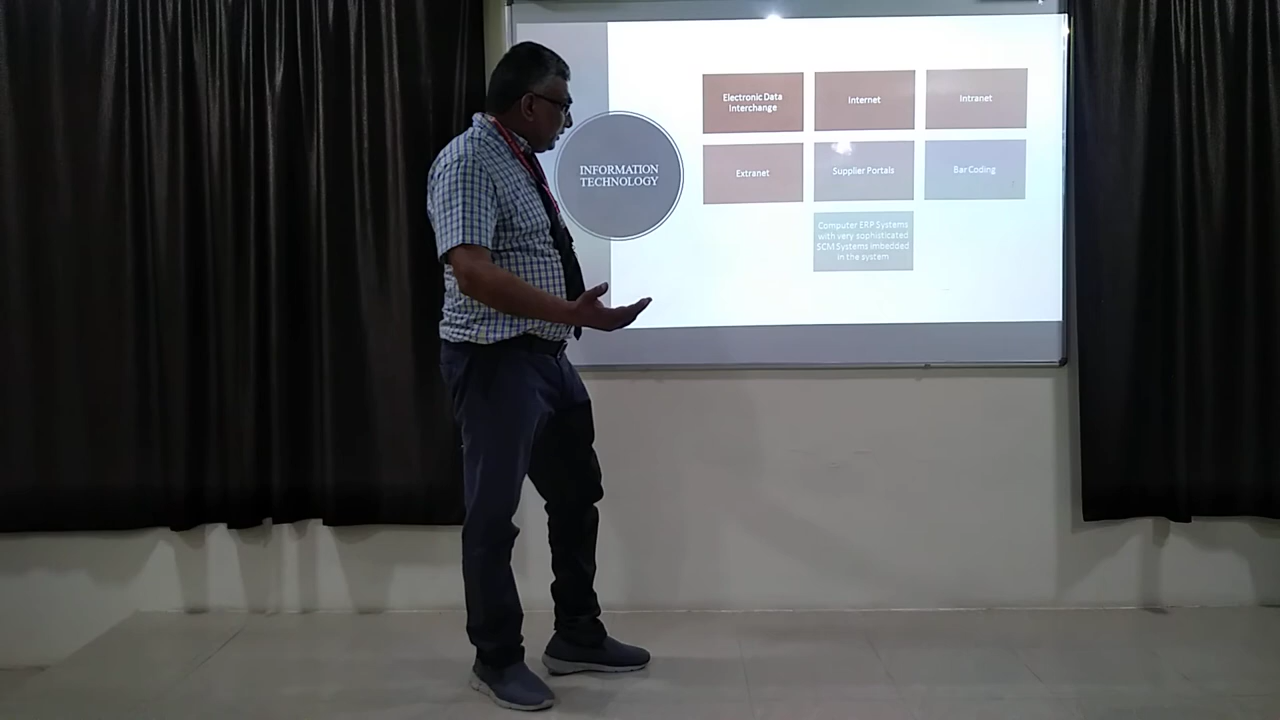 INFORMATION
TECHNOLOGY
Electronic Data
Interchange
Internet
Intranet
Extranet
Supplier Portals
Bar Coding
Computer ERP Systems
with very sophisticated
SCM Systems imbedded
in the system